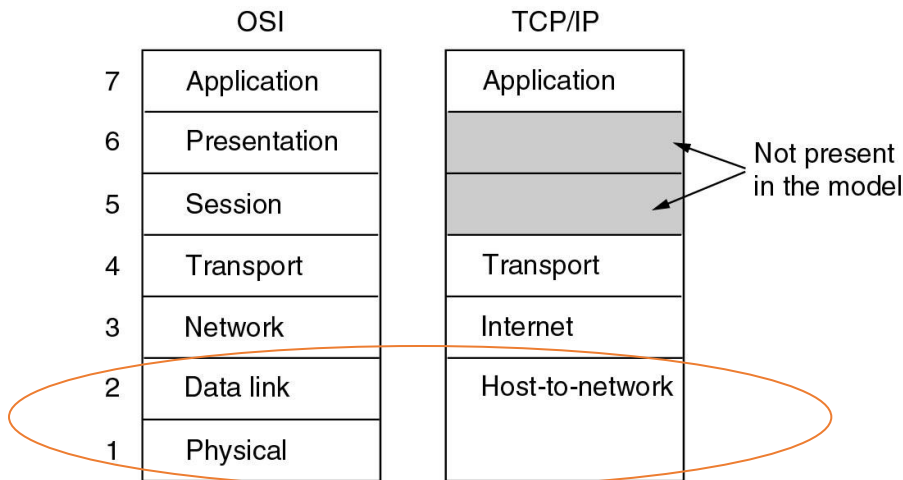 OSI TCP/IP
7 Application Application
6 Presentation
Not present
in the model
5 Session
4 Transport Transport
3 Network Internet
2 Data link Host-to-network
1 Physical